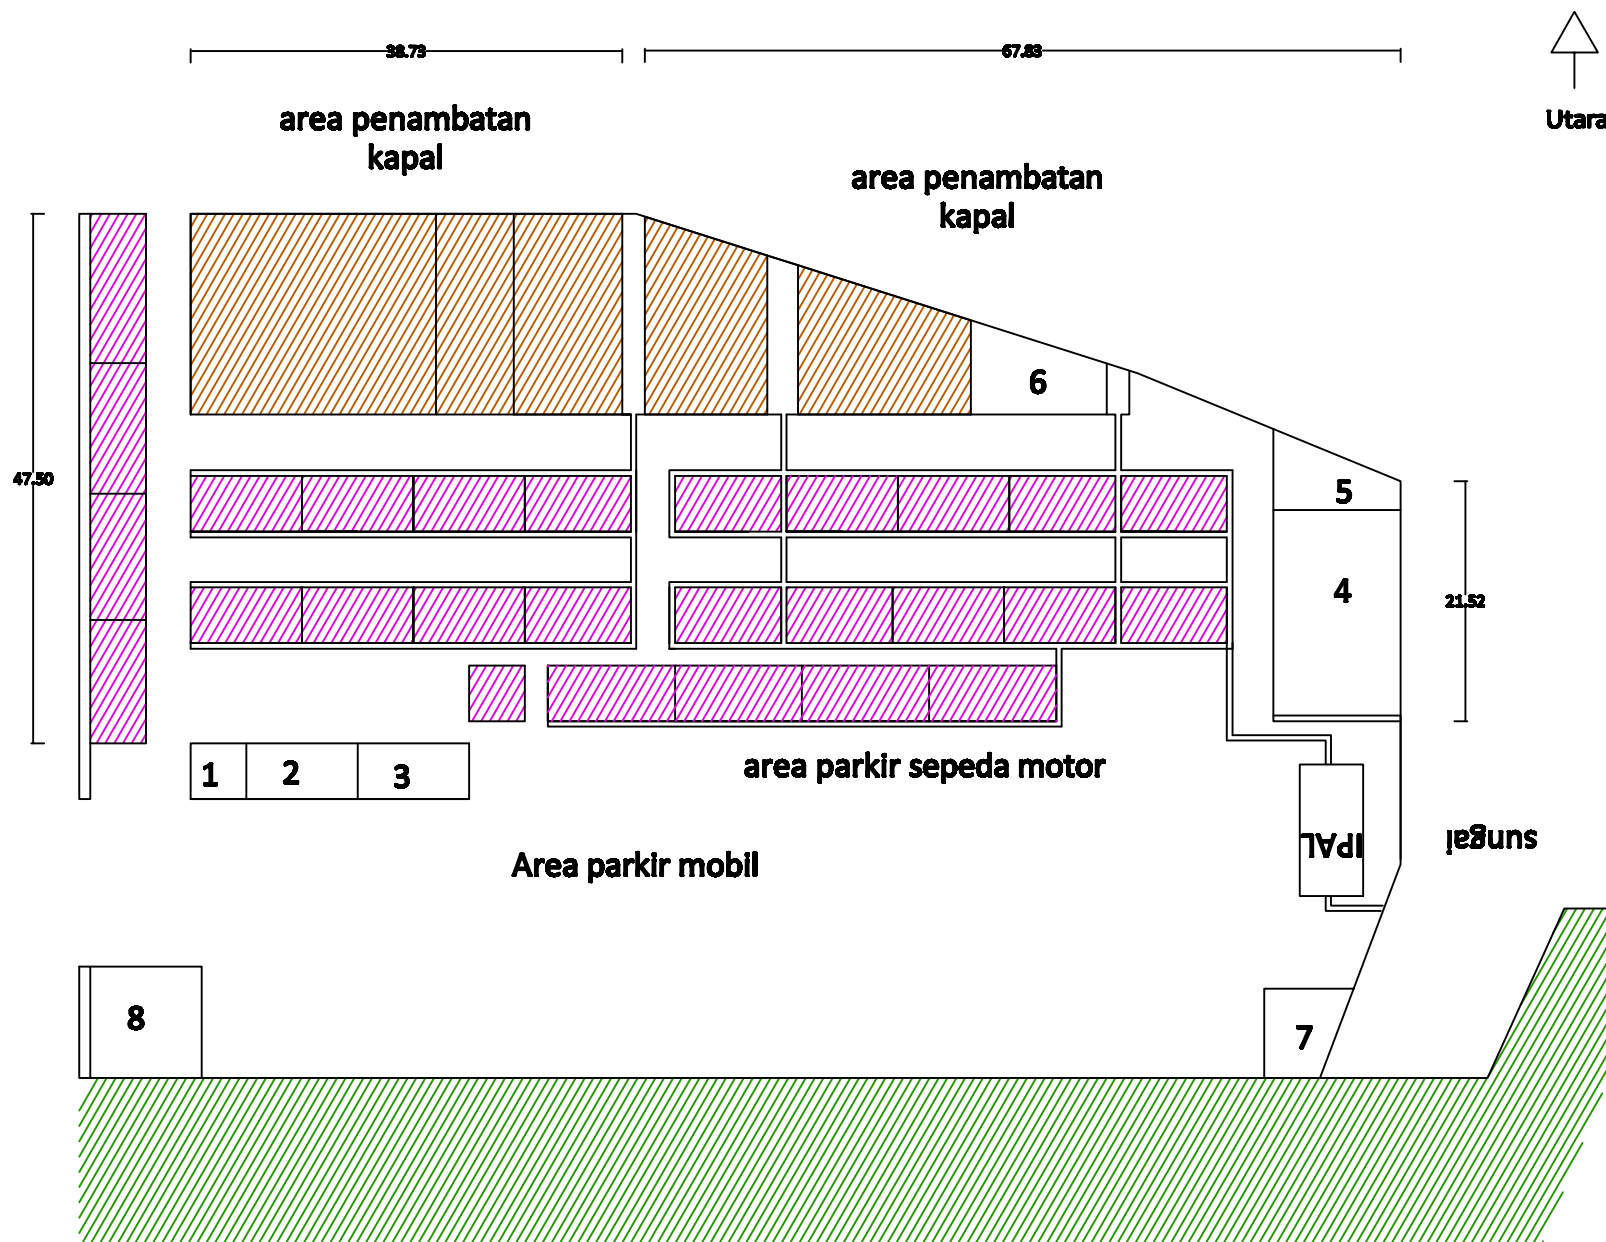 38.73
67.83
Utara
area penambatan
kapal
area penambatan
kapal
6
47.50
5
4
21.52
1
2
3
area parkir sepeda motor
IPAL
sungai
Area parkir mobil
8
7